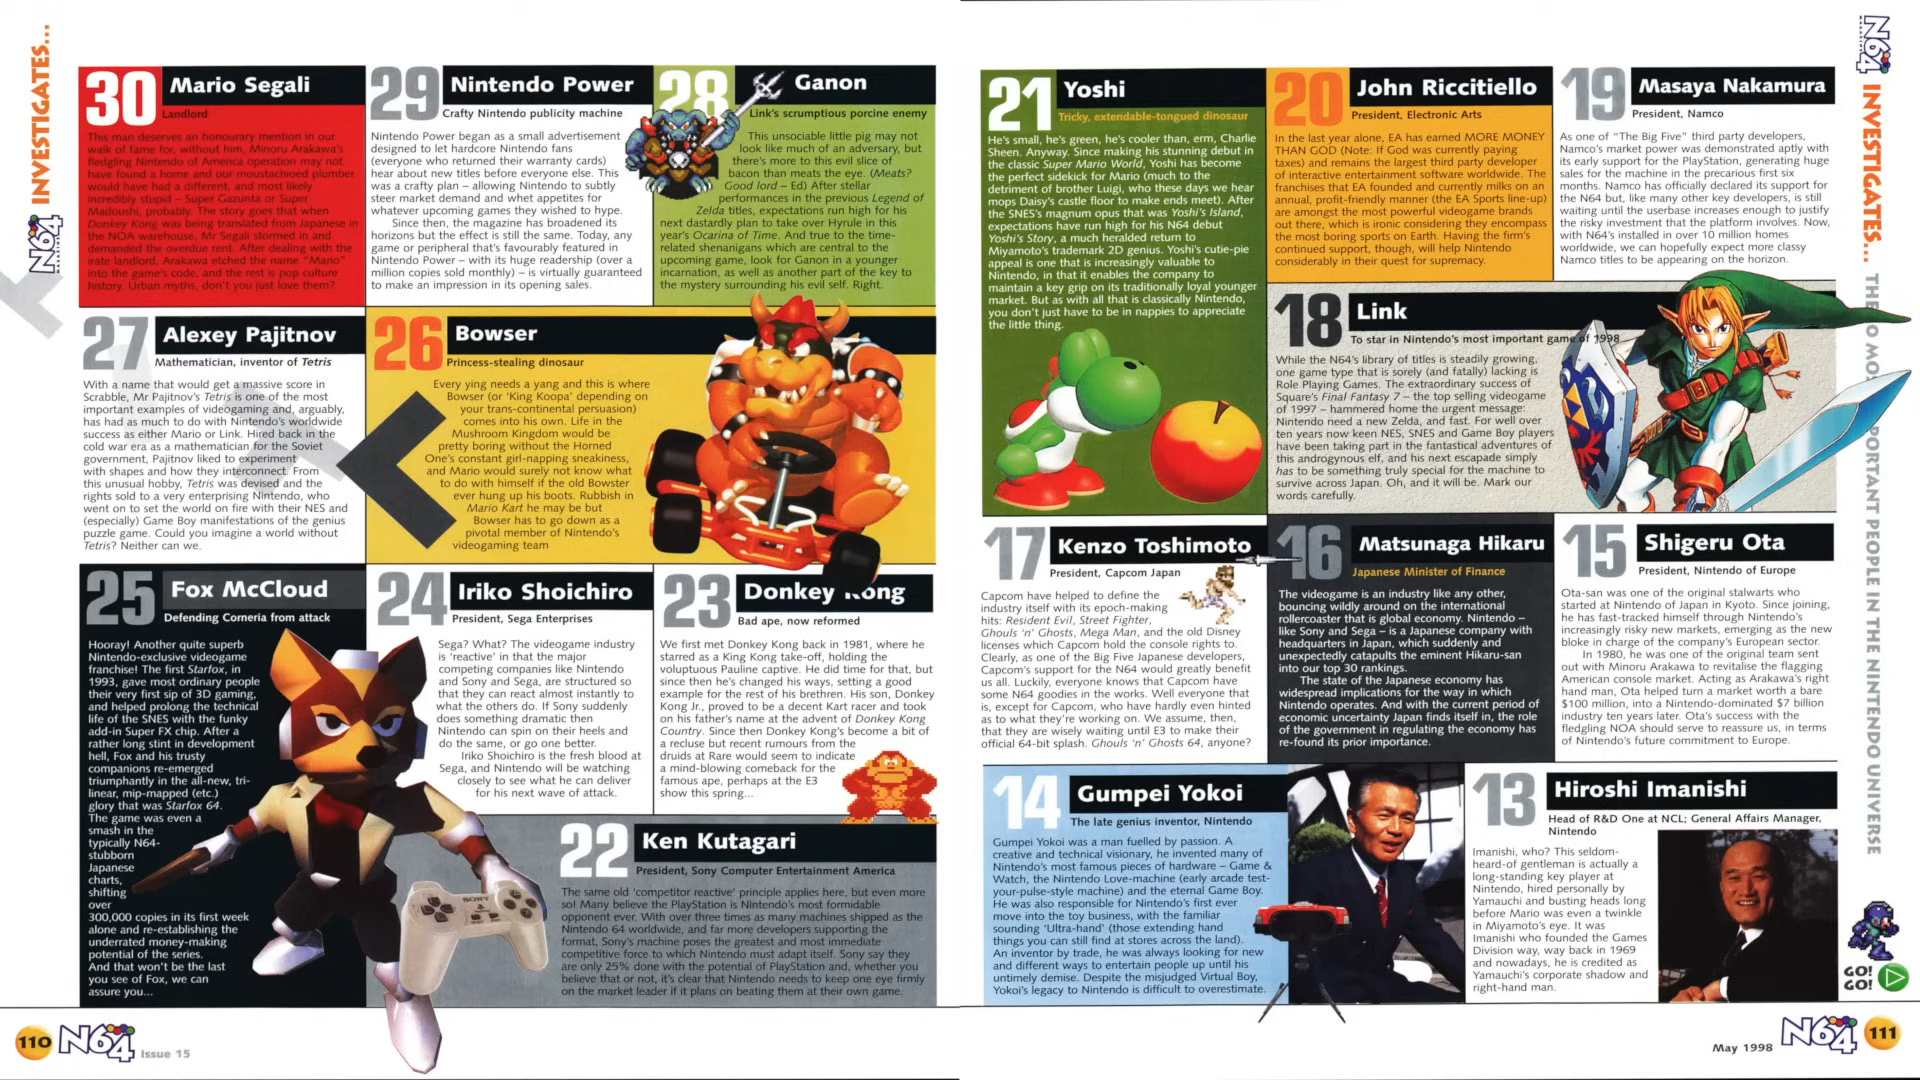 INVESTIGATES...
N64
30
Mario Segali
Landlord
This man deserves an honourary mention in our
walk of fame for, without him, Minoru Arakawa's
fledgling Nintendo of America operation may not
have found a home and our moustachioed plumber
would have had a different, and most likely
incredibly stupid – Super Gazunta or Super
Madoushi, probably. The story goes that when
Donkey Kong was being translated from Japanese in
the NOA warehouse, Mr Segali stormed in and
demanded the overdue rent. After dealing with the
irate landlord, Arakawa etched the name "Mario"
into the game's code, and the rest is pop culture
history. Urban myths, don't you just love them?
29
Nintendo Power
Crafty Nintendo publicity machine
Nintendo Power began as a small advertisement
designed to let hardcore Nintendo fans
(everyone who returned their warranty cards)
hear about new titles before everyone else. This
was a crafty plan – allowing Nintendo to subtly
steer market demand and whet appetites for
whatever upcoming games they wished to hype.
Since then, the magazine has broadened its
horizons but the effect is still the same. Today, any
game or peripheral that's favourably featured in
Nintendo Power – with its huge readership (over a
million copies sold monthly) – is virtually guaranteed
to make an impression in its opening sales.
28
Ganon
Link's scrumptious porcine enemy
This unsociable little pig may not
look like much of an adversary, but
there's more to this evil slice of
bacon than meats the eye. (Meats?
Good lord – Ed) After stellar
performances in the previous Legend of
Zelda titles, expectations run high for his
next dastardly plan to take over Hyrule in this
year's Ocarina of Time. And true to the time-
related shenanigans which are central to the
upcoming game, look for Ganon in a younger
incarnation, as well as another part of the key to
the mystery surrounding his evil self. Right.
27
Alexey Pajitnov
Mathematician, inventor of Tetris
With a name that would get a massive score in
Scrabble, Mr Pajitnov's Tetris is one of the most
important examples of videogaming and, arguably,
has had as much to do with Nintendo's worldwide
success as either Mario or Link. Hired back in the
cold war era as a mathematician for the Soviet
government, Pajitnov liked to experiment
with shapes and how they interconnect. From
this unusual hobby, Tetris was devised and the
rights sold to a very enterprising Nintendo, who
went on to set the world on fire with their NES and
(especially) Game Boy manifestations of the genius
puzzle game. Could you imagine a world without
Tetris? Neither can we.
26
Bowser
Princess-stealing dinosaur
Every ying needs a yang and this is where
Bowser (or 'King Koopa' depending on
your trans-continental persuasion)
comes into his own. Life in the
Mushroom Kingdom would be
pretty boring without the Horned
One's constant girl-napping sneakiness,
and Mario would surely not know what
to do with himself if the old Bowster
ever hung up his boots. Rubbish in
Mario Kart he may be but
Bowser has to go down as a
pivotal member of Nintendo's
videogaming team
25
Fox McCloud
Defending Corneria from attack
Hooray! Another quite superb
Nintendo-exclusive videogame
franchise! The first Starfox, in
1993, gave most ordinary people
their very first sip of 3D gaming,
and helped prolong the technical
life of the SNES with the funky
add-in Super FX chip. After a
rather long stint in development
hell, Fox and his trusty
companions re-emerged
triumphantly in the all-new, tri-
linear, mip-mapped (etc.)
glory that was Starfox 64.
The game was even a
smash in the
typically N64-
stubborn
Japanese
charts,
shifting
over
300,000 copies in its first week
alone and re-establishing the
underrated money-making
potential of the series.
And that won't be the last
you see of Fox, we can
assure you...
24
Iriko Shoichiro
President, Sega Enterprises
Sega? What? The videogame industry
is 'reactive' in that the major
competing companies like Nintendo
and Sony and Sega, are structured so
that they can react almost instantly to
what the others do. If Sony suddenly
does something dramatic then
Nintendo can spin on their heels and
do the same, or go one better.
Iriko Shoichiro is the fresh blood at
Sega, and Nintendo will be watching
closely to see what he can deliver
for his next wave of attack.
23
Donkey Kong
Bad ape, now reformed
We first met Donkey Kong back in 1981, where he
starred as a King Kong take-off, holding the
voluptuous Pauline captive. He did time for that, but
since then he's changed his ways, setting a good
example for the rest of his brethren. His son, Donkey
Kong Jr., proved to be a decent Kart racer and took
on his father's name at the advent of Donkey Kong
Country. Since then Donkey Kong's become a bit of
a recluse but recent rumours from the
druids at Rare would seem to indicate
a mind-blowing comeback for the
famous ape, perhaps at the E3
show this spring...
22
Ken Kutagari
President, Sony Computer Entertainment America
The same old 'competitor reactive' principle applies here, but even more
so! Many believe the PlayStation is Nintendo's most formidable
opponent ever. With over three times as many machines shipped as the
Nintendo 64 worldwide, and far more developers supporting the
format, Sony's machine poses the greatest and most immediate
competitive force to which Nintendo must adapt itself. Sony say they
are only 25% done with the potential of PlayStation and, whether you
believe that or not, it's clear that Nintendo needs to keep one eye firmly
on the market leader if it plans on beating them at their own game.
SONY
110
N64
Issue 15
21
Yoshi
Tricky, extendable-tongued dinosaur
He's small, he's green, he's cooler than, erm, Charlie
Sheen. Anyway. Since making his stunning debut in
the classic Super Mario World, Yoshi has become
the perfect sidekick for Mario (much to the
detriment of brother Luigi, who these days we hear
mops Daisy's castle floor to make ends meet). After
the SNES's magnum opus that was Yoshi's Island,
expectations have run high for his N64 debut
Yoshi's Story, a much heralded return to
Miyamoto's trademark 2D genius. Yoshi's cutie-pie
appeal is one that is increasingly valuable to
Nintendo, in that it enables the company to
maintain a key grip on its traditionally loyal younger
market. But as with all that is classically Nintendo,
you don't just have to be in nappies to appreciate
the little thing.
20
John Riccitiello
President, Electronic Arts
In the last year alone, EA has earned MORE MONEY
THAN GOD (Note: If God was currently paying
taxes) and remains the largest third party developer
of interactive entertainment software worldwide. The
franchises that EA founded and currently milks on an
annual, profit-friendly manner (the EA Sports line-up)
are amongst the most powerful videogame brands
out there, which is ironic considering they encompass
the most boring sports on Earth. Having the firm's
continued support, though, will help Nintendo
considerably in their quest for supremacy.
19
Masaya Nakamura
President, Namco
As one of "The Big Five" third party developers,
Namco's market power was demonstrated aptly with
its early support for the PlayStation, generating huge
sales for the machine in the precarious first six
months. Namco has officially declared its support for
the N64 but, like many other key developers, is still
waiting until the userbase increases enough to justify
the risky investment that the platform involves. Now,
with N64's installed in over 10 million homes
worldwide, we can hopefully expect more classy
Namco titles to be appearing on the horizon.
18
Link
To star in Nintendo's most important game of 1998
While the N64's library of titles is steadily growing,
one game type that is sorely (and fatally) lacking is
Role Playing Games. The extraordinary success of
Square's Final Fantasy 7 – the top selling videogame
of 1997 – hammered home the urgent message:
Nintendo need a new Zelda, and fast. For well over
ten years now keen NES, SNES and Game Boy players
have been taking part in the fantastical adventures of
this androgynous elf, and his next escapade simply
has to be something truly special for the machine to
survive across Japan. Oh, and it will be. Mark our
words carefully.
17
Kenzo Toshimoto
President, Capcom Japan
Capcom have helped to define the
industry itself with its epoch-making
hits: Resident Evil, Street Fighter,
Ghouls 'n' Ghosts, Mega Man, and the old Disney
licenses which Capcom hold the console rights to.
Clearly, as one of the Big Five Japanese developers,
Capcom's support for the N64 would greatly benefit
us all. Luckily, everyone knows that Capcom have
some N64 goodies in the works. Well everyone that
is, except for Capcom, who have hardly even hinted
as to what they're working on. We assume, then,
that they are wisely waiting until E3 to make their
official 64-bit splash. Ghouls 'n' Ghosts 64, anyone?
16
Matsunaga Hikaru
Japanese Minister of Finance
The videogame is an industry like any other,
bouncing wildly around on the international
rollercoaster that is global economy. Nintendo –
like Sony and Sega – is a Japanese company with
headquarters in Japan, which suddenly and
unexpectedly catapults the eminent Hikaru-san
into our top 30 rankings.
The state of the Japanese economy has
widespread implications for the way in which
Nintendo operates. And with the current period of
economic uncertainty Japan finds itself in, the role
of the government in regulating the economy has
re-found its prior importance.
15
Shigeru Ota
President, Nintendo of Europe
Ota-san was one of the original stalwarts who
started at Nintendo of Japan in Kyoto. Since joining,
he has fast-tracked himself through Nintendo's
increasingly risky new markets, emerging as the new
bloke in charge of the company's European sector.
In 1980, he was one of the original team sent
out with Minoru Arakawa to revitalise the flagging
American console market. Acting as Arakawa's right
hand man, Ota helped turn a market worth a bare
$100 million, into a Nintendo-dominated $7 billion
industry ten years later. Ota's success with the
fledgling NOA should serve to reassure us, in terms
of Nintendo's future commitment to Europe.
14
Gumpei Yokoi
The late genius inventor, Nintendo
Gumpei Yokoi was a man fuelled by passion. A
creative and technical visionary, he invented many of
Nintendo's most famous pieces of hardware – Game &
Watch, the Nintendo Love-machine (early arcade test-
your-pulse-style machine) and the eternal Game Boy.
He was also responsible for Nintendo's first ever
move into the toy business, with the familiar
sounding 'Ultra-hand' (those extending hand
things you can still find at stores across the land).
An inventor by trade, he was always looking for new
and different ways to entertain people up until his
untimely demise. Despite the misjudged Virtual Boy,
Yokoi's legacy to Nintendo is difficult to overestimate.
13
Hiroshi Imanishi
Head of R&D One at NCL; General Affairs Manager,
Nintendo
Imanishi, who? This seldom-
heard-of gentleman is actually a
long-standing key player at
Nintendo, hired personally by
Yamauchi and busting heads long
before Mario was even a twinkle
in Miyamoto's eye. It was
Imanishi who founded the Games
Division way, way back in 1969
and nowadays, he is credited as
Yamauchi's corporate shadow and
right-hand man.
N64
INVESTIGATES...
PEOPLE IN THE NINTENDO UNIVERSE
GO!
GO!
May 1998
N64
111